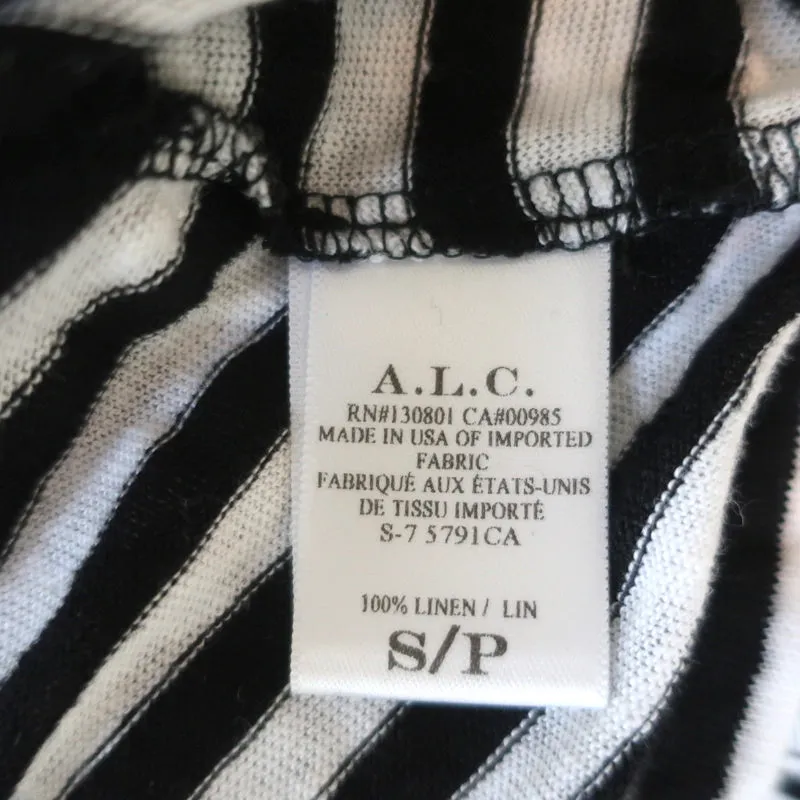 A.L.C.
RN#130801 CA#00985
MADE IN USA OF IMPORTED
FABRIC
FABRIQUÉ AUX ÉTATS-UNIS
DE TISSU IMPORTÉ
S-7 5791CA
100% LINEN / LIN
S/P